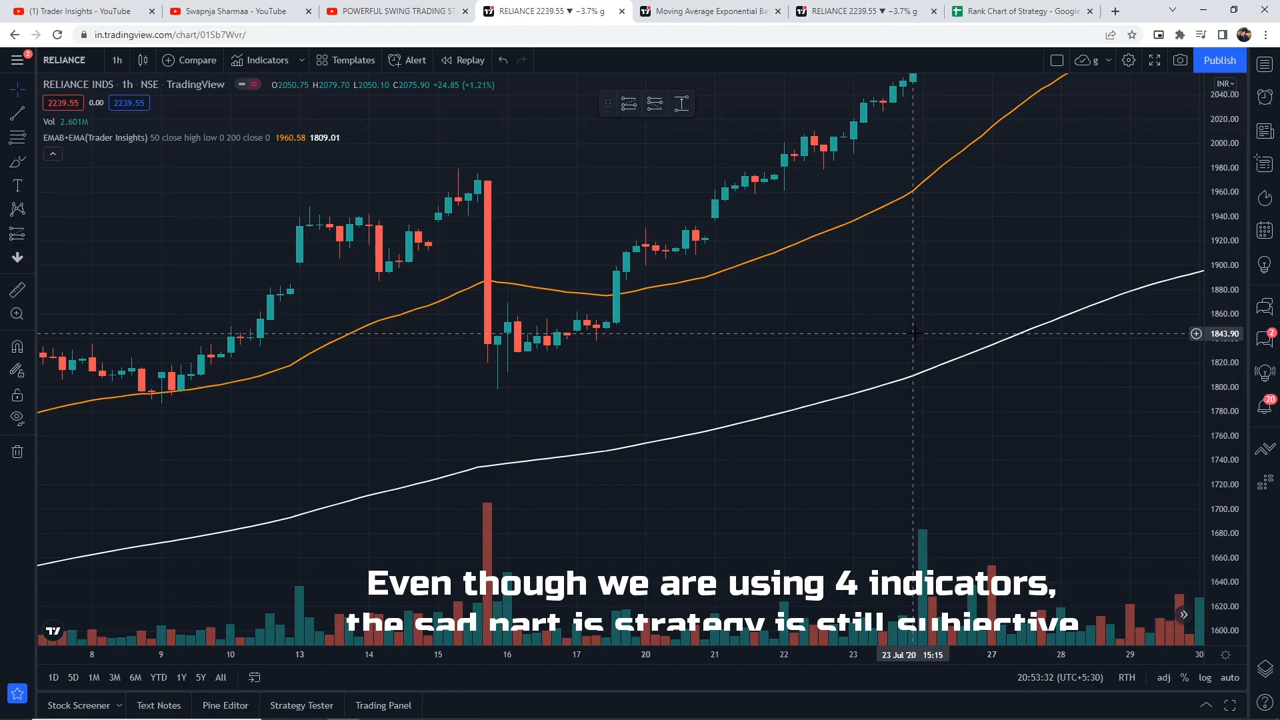 (1) Trader Insights - YouTube
Swapnja Sharmaa - YouTube
POWERFUL SWING TRADING ST
RELIANCE 2239.55 ▼ −3.7% g
Moving Average Exponential Ba
RELIANCE 2239.55 ▼ −3.7% g
Rank Chart of Strategy - Google
in.tradingview.com/chart/01Sb7Wvr/
2
RELIANCE
1h
Compare
Indicators
Templates
Alert
Replay
g
Publish
RELIANCE INDS · 1h · NSE · TradingView
O2050.75 H2079.70 L2050.10 C2075.90 +24.85 (+1.21%)
INR
2239.55 0.00 2239.55
Vol 2.601M
EMAB+EMA(Trader Insights) 50 close high low 0 200 close 0 1960.58 1809.01
2040.00
2020.00
2000.00
1980.00
1960.00
1940.00
1920.00
1900.00
1880.00
1860.00
1843.90
1820.00
1800.00
1780.00
1760.00
1740.00
1720.00
1700.00
1680.00
1660.00
1640.00
1620.00
1600.00
2
20
Even though we are using 4 indicators,
the sad part is strategy is still subjective
8 9 10 13 14 15 16 17 20 21 22 23 23 Jul '20 15:15 27 28 29 30
1D 5D 1M 3M 6M YTD 1Y 5Y All
20:53:32 (UTC+5:30) RTH adj % log auto
Stock Screener Text Notes Pine Editor Strategy Tester Trading Panel